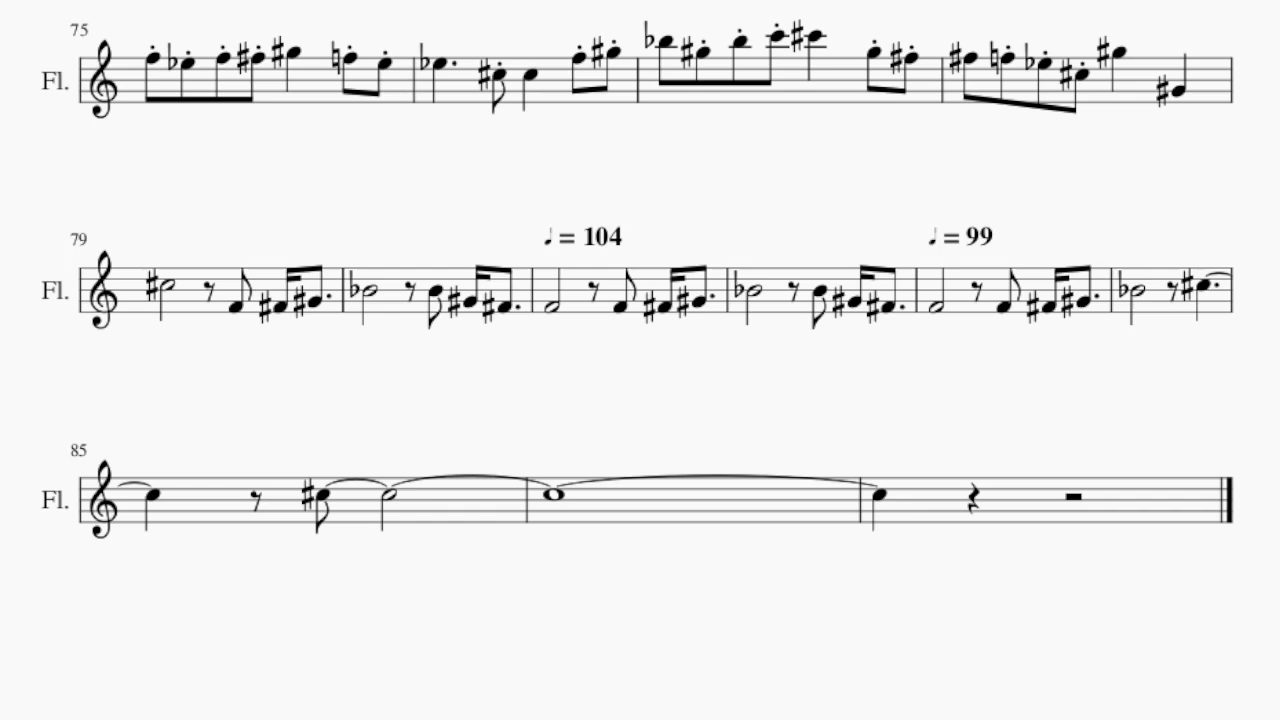 75
Fl.
79
♩ = 104 ♩ = 99
Fl.
85
Fl.